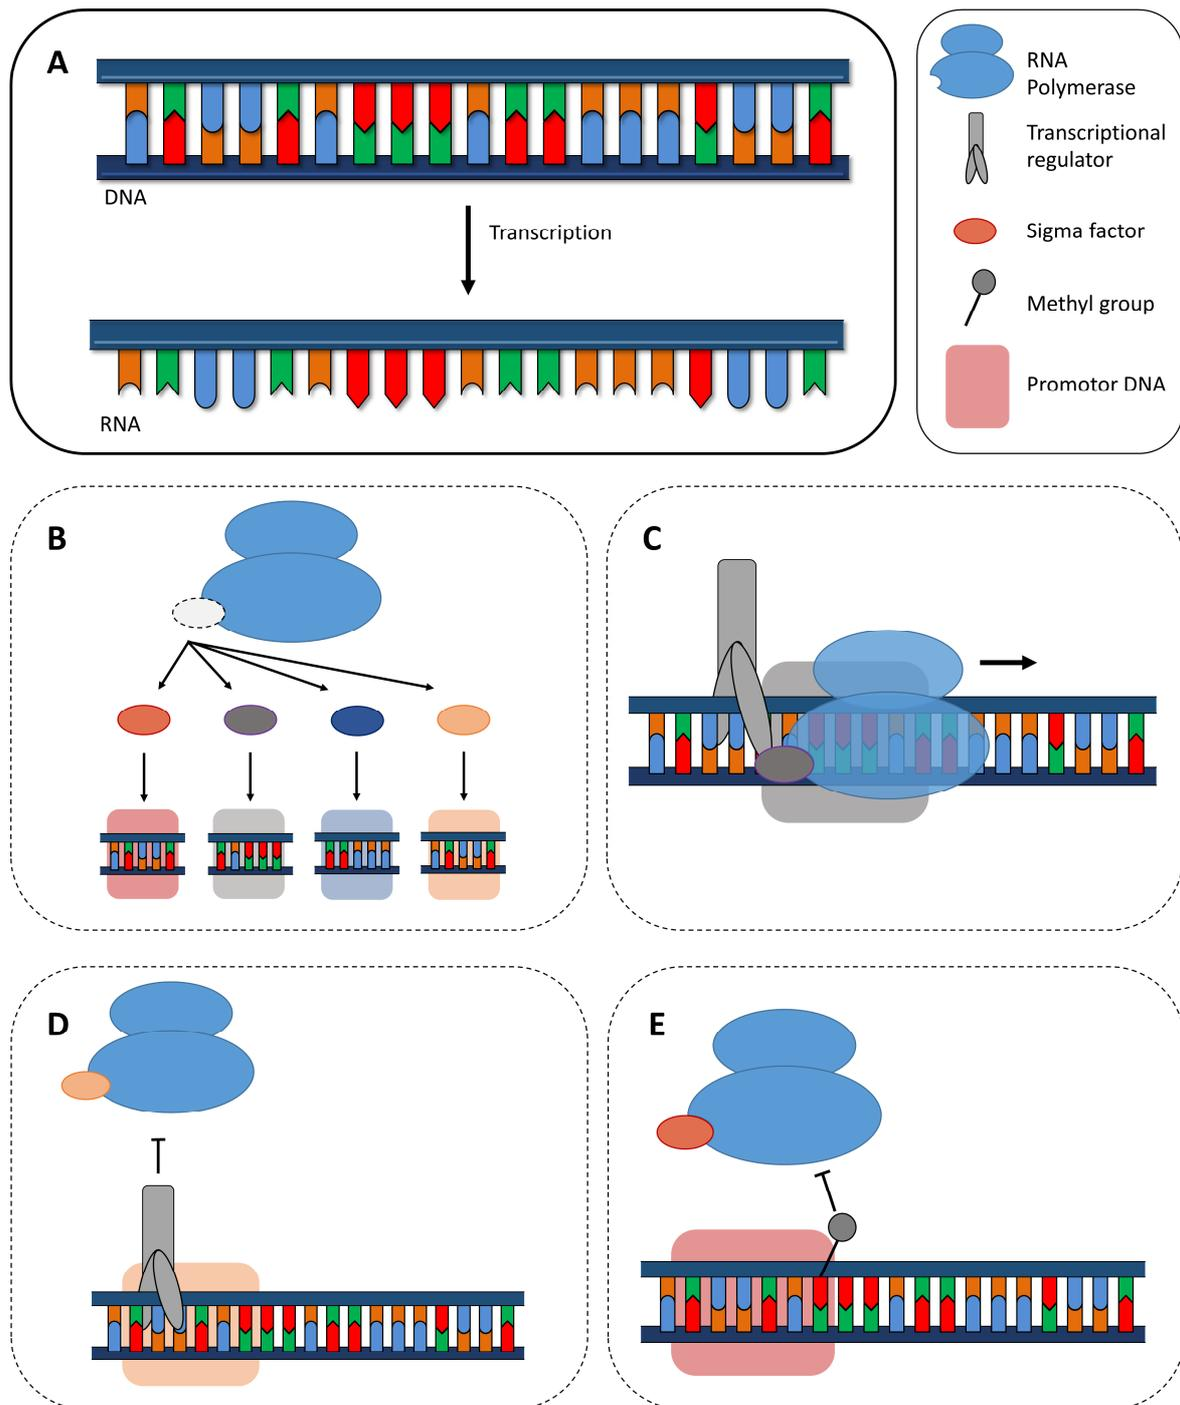 A
DNA
Transcription
RNA
RNA
Polymerase
Transcriptional
regulator
Sigma factor
Methyl group
Promotor DNA
B
C
D
E